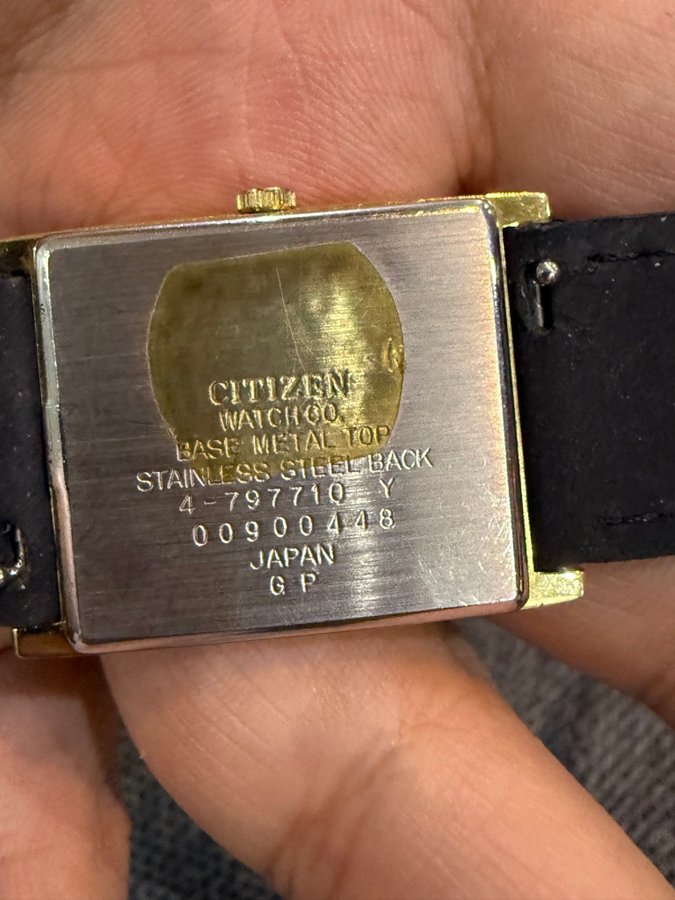 CITIZEN
WATCH CO.
BASE METAL TOP
STAINLESS STEEL BACK
4-797710 Y
00900448
JAPAN
G P